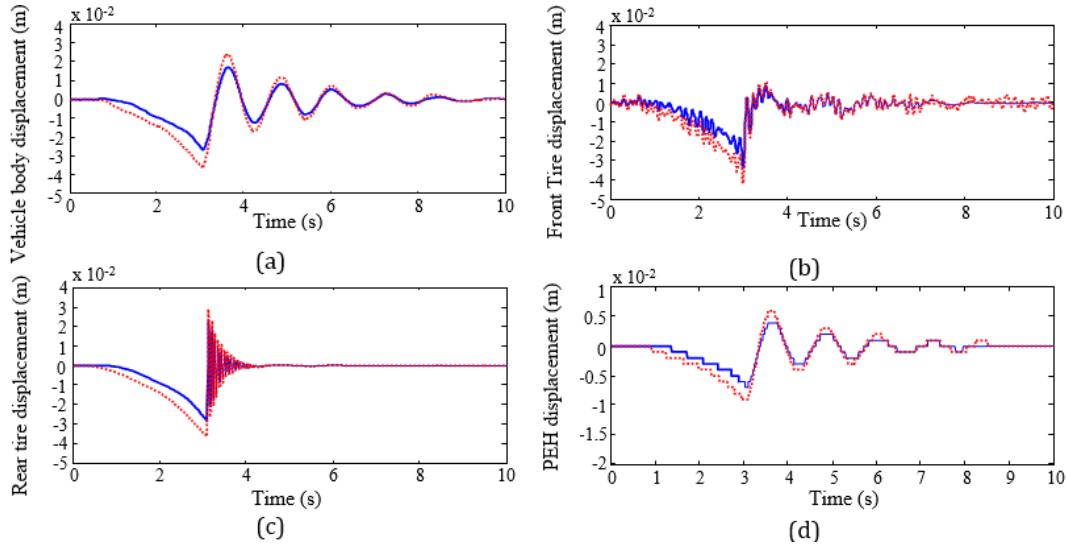 x 10-2
Vehicle body displacement (m)
4
3
2
1
0
-1
-2
-3
-4
-5
0 2 4 6 8 10
Time (s)
(a)
x 10-2
Front Tire displacement (m)
4
3
2
1
0
-1
-2
-3
-4
-5
0 2 4 6 8 10
Time (s)
(b)
x 10-2
Rear tire displacement (m)
4
3
2
1
0
-1
-2
-3
-4
-5
0 2 4 6 8 10
Time (s)
(c)
x 10-2
PEH displacement (m)
1
0.5
0
-0.5
-1
-1.5
-2
0 1 2 3 4 5 6 7 8 9 10
Time (s)
(d)